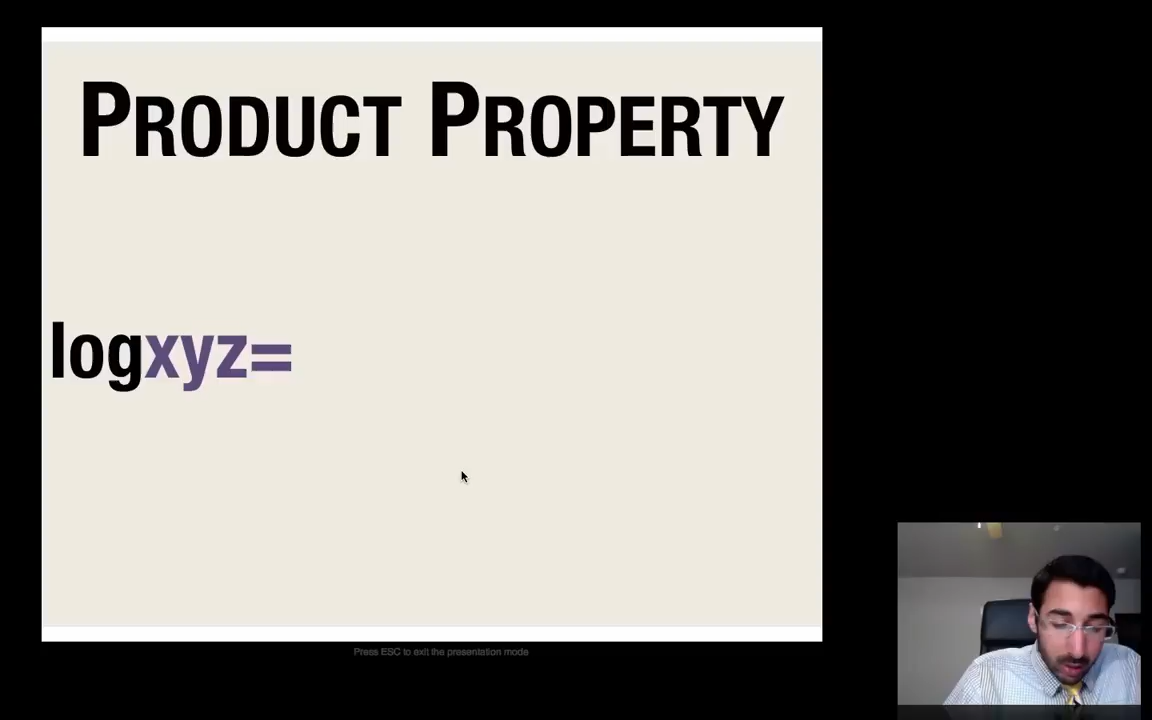 PRODUCT PROPERTY
logxyz=
Press ESC to exit the presentation mode